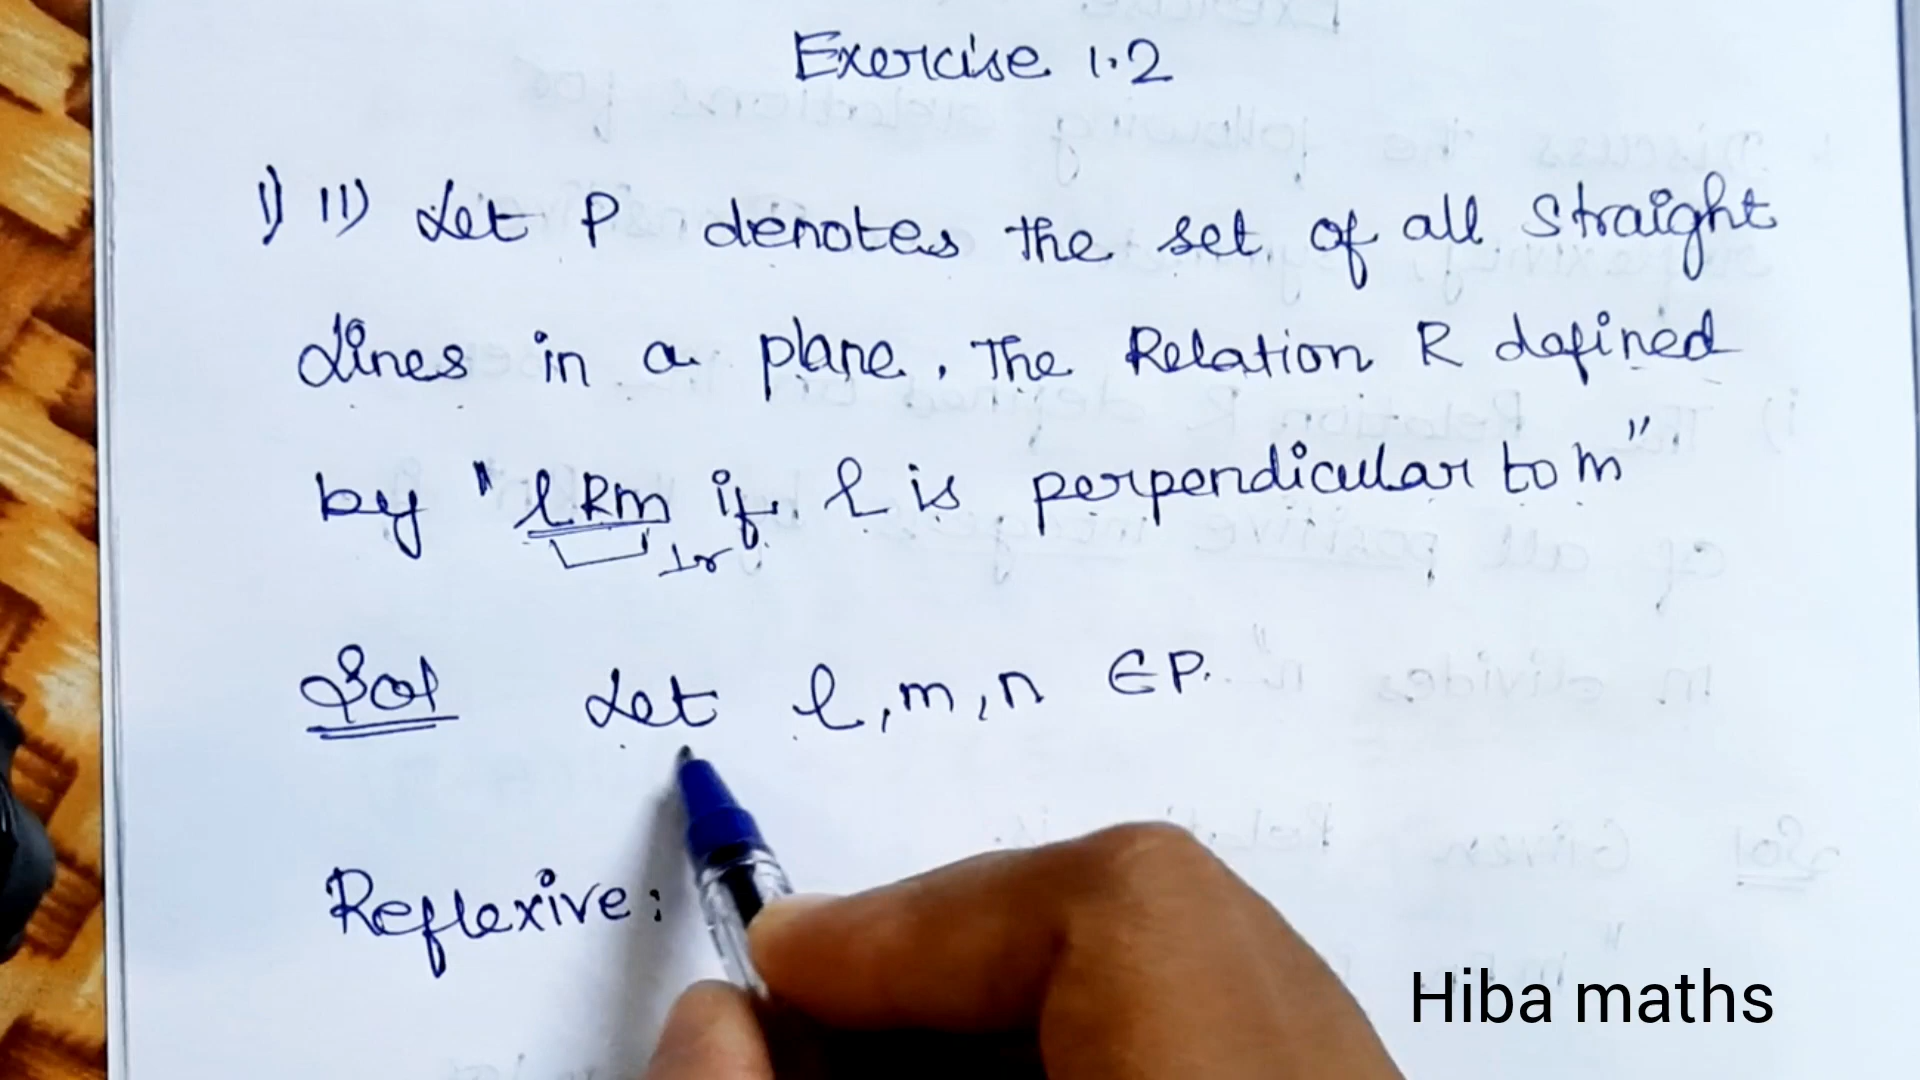 Exercise 1.2
1) 11) Let P denotes the set of all Straight
Lines in a plane. The Relation R defined
by "lRm if l is perpendicular to m"
⊥r
Sol Let l, m, n ∈ P.
Reflexive:
Hiba maths